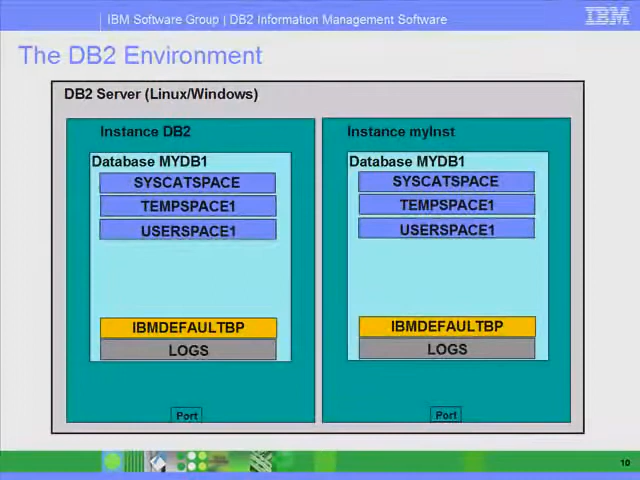 IBM Software Group | DB2 Information Management Software
IBM
The DB2 Environment
DB2 Server (Linux/Windows)
Instance DB2
Database MYDB1
SYSCATSPACE
TEMPSPACE1
USERSPACE1
IBMDEFAULTBP
LOGS
Port
Instance myInst
Database MYDB1
SYSCATSPACE
TEMPSPACE1
USERSPACE1
IBMDEFAULTBP
LOGS
Port
10